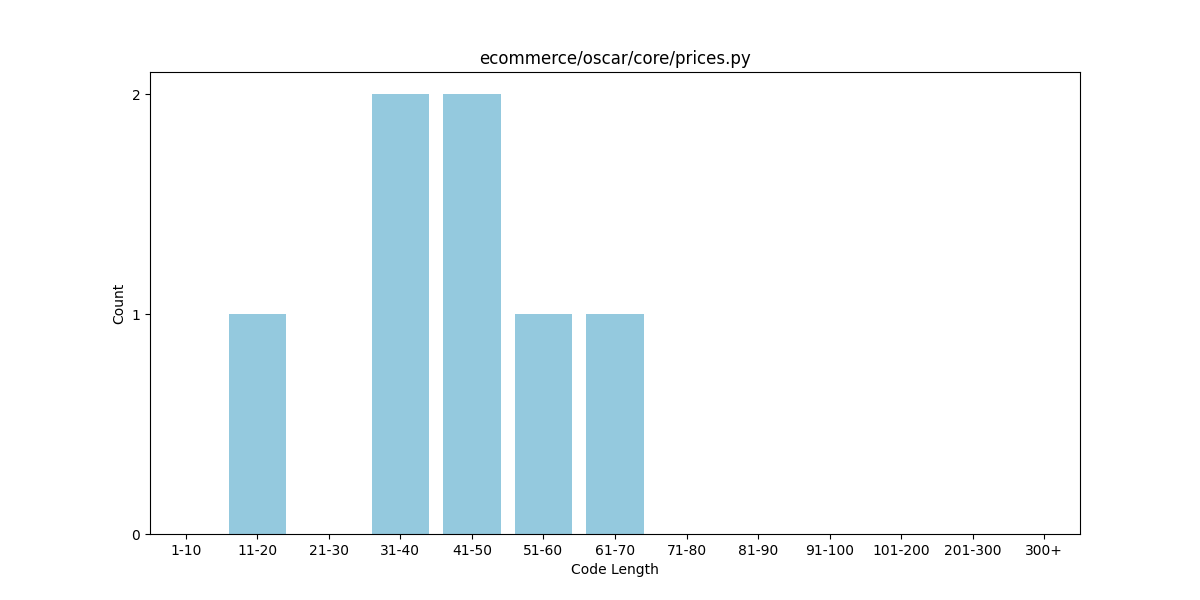 ecommerce/oscar/core/prices.py
2
1
0
Count
1-10 11-20 21-30 31-40 41-50 51-60 61-70 71-80 81-90 91-100 101-200 201-300 300+
Code Length